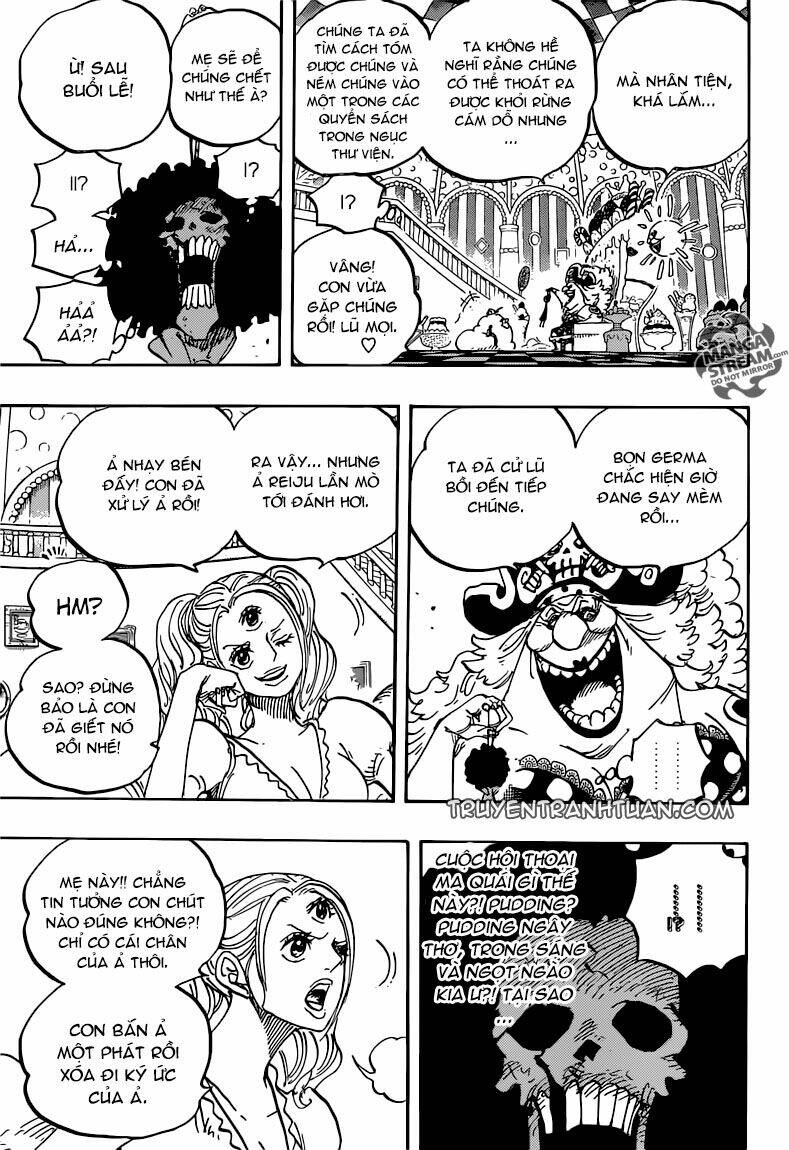 MÀ NHÂN TIỆN,
KHÁ LẮM...
TA KHÔNG HỀ
NGHĨ RẰNG CHÚNG
CÓ THỂ THOÁT RA
ĐƯỢC KHỎI RỪNG
CÁM DỖ NHƯNG
...
CHÚNG TA ĐÃ
TÌM CÁCH TÓM
ĐƯỢC CHÚNG VÀ
NÉM CHÚNG VÀO
MỘT TRONG CÁC
QUYỂN SÁCH
TRONG NGỤC
THƯ VIỆN.
!?
VÂNG!
CON VỪA
GẶP CHÚNG
RỒI! LŨ MỌI.
♡
MANGA
STREAM.com
DO NOT MIRROR
MẸ SẼ ĐỂ
CHÚNG CHẾT
NHƯ THẾ À?
!?
Ừ! SAU
BUỔI LỄ!
!!?
HẢ...
HẢẢ
ẢẢ?!
BỌN GERMA
CHẮC HIỆN GIỜ
ĐANG SAY MÈM
RỒI...
TA ĐÃ CỬ LŨ
BỒI ĐẾN TIẾP
CHÚNG.
........
........
RA VẬY... NHƯNG
Ả REIJU LẦN MÒ
TỚI ĐÁNH HƠI.
Ả NHẠY BÉN
ĐẤY! CON ĐÃ
XỬ LÝ Ả RỒI!
HM?
SAO? ĐỪNG
BẢO LÀ CON
ĐÃ GIẾT NÓ
RỒI NHÉ!
TRUYENTRANHTUAN.COM
........
........
!?
CUỘC HỘI THOẠI
MA QUÁI GÌ THẾ
NÀY?! PUDDING?
PUDDING NGÂY
THƠ, TRONG SÁNG
VÀ NGỌT NGÀO
KIA Ư?! TẠI SAO
...
MẸ NÀY!! CHẲNG
TIN TƯỞNG CON CHÚT
NÀO ĐÚNG KHÔNG?!
CHỈ CÓ CÁI CHÂN
CỦA Ả THÔI.
CON BẮN Ả
MỘT PHÁT RỒI
XÓA ĐI KÝ ỨC
CỦA Ả.